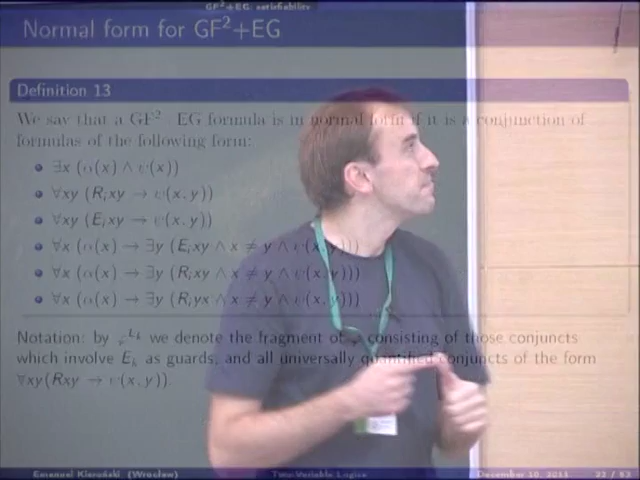 GF²+EG: satisfiability
Normal form for GF²+EG
Definition 13
We say that a GF² EG formula is in normal form if it is a conjunction of
formulas of the following form:
∃x (α(x) ∧ ψ(x))
∀xy (Rᵢxy → ψ(x, y))
∀xy (Eᵢxy → ψ(x, y))
∀x (α(x) → ∃y (Eᵢxy ∧ x ≠ y ∧ ψ(x, y)))
∀x (α(x) → ∃y (Rᵢxy ∧ x ≠ y ∧ ψ(x, y)))
∀x (α(x) → ∃y (Rᵢyx ∧ x ≠ y ∧ ψ(x, y)))
Notation: by we denote the fragment of consisting of those conjuncts
which involve Eₖ as guards, and all universally quantified conjuncts of the form
∀xy(Rxy → ψ(x, y)).
Emanuel Kieroński (Wrocław) Two-Variable Logics December 10, 2011